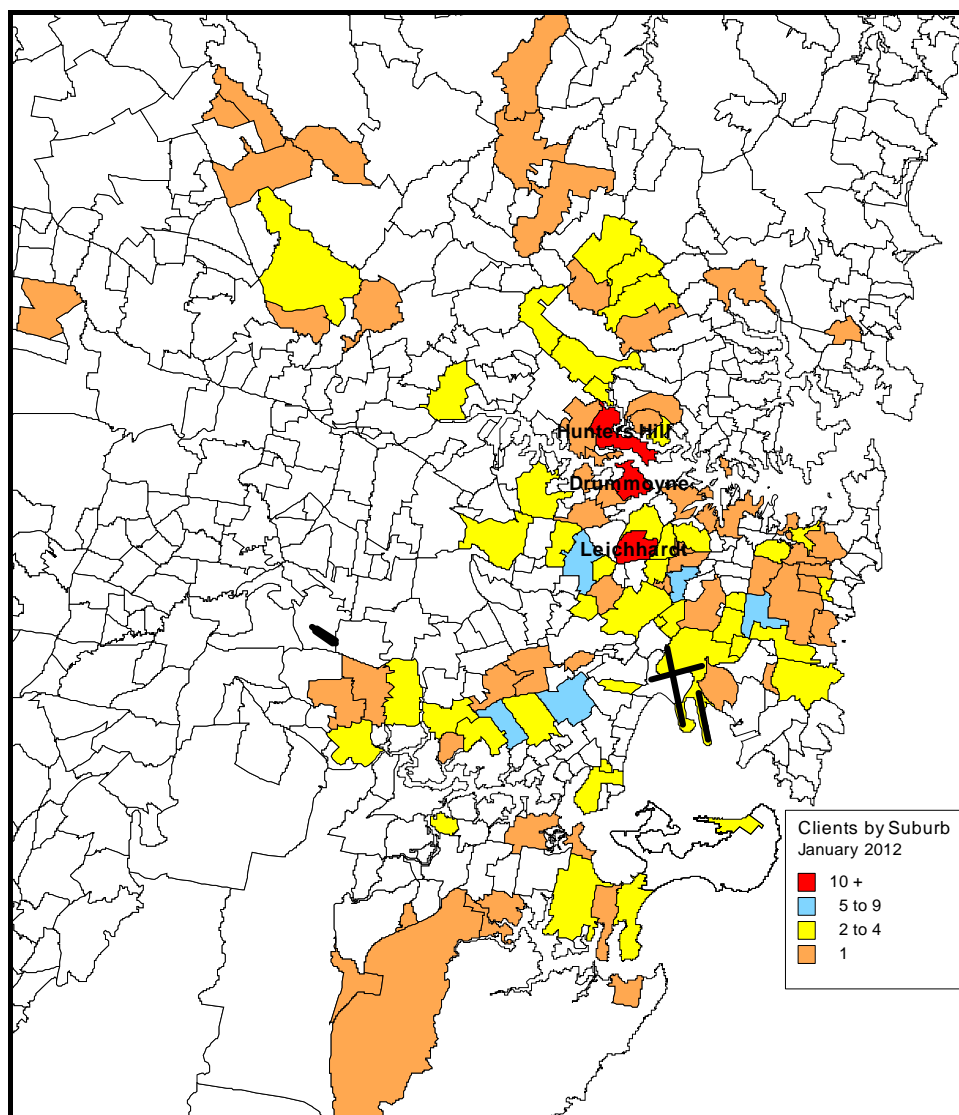 Hunters Hill
Drummoyne
Leichhardt
Clients by Suburb
January 2012
10 +
5 to 9
2 to 4
1